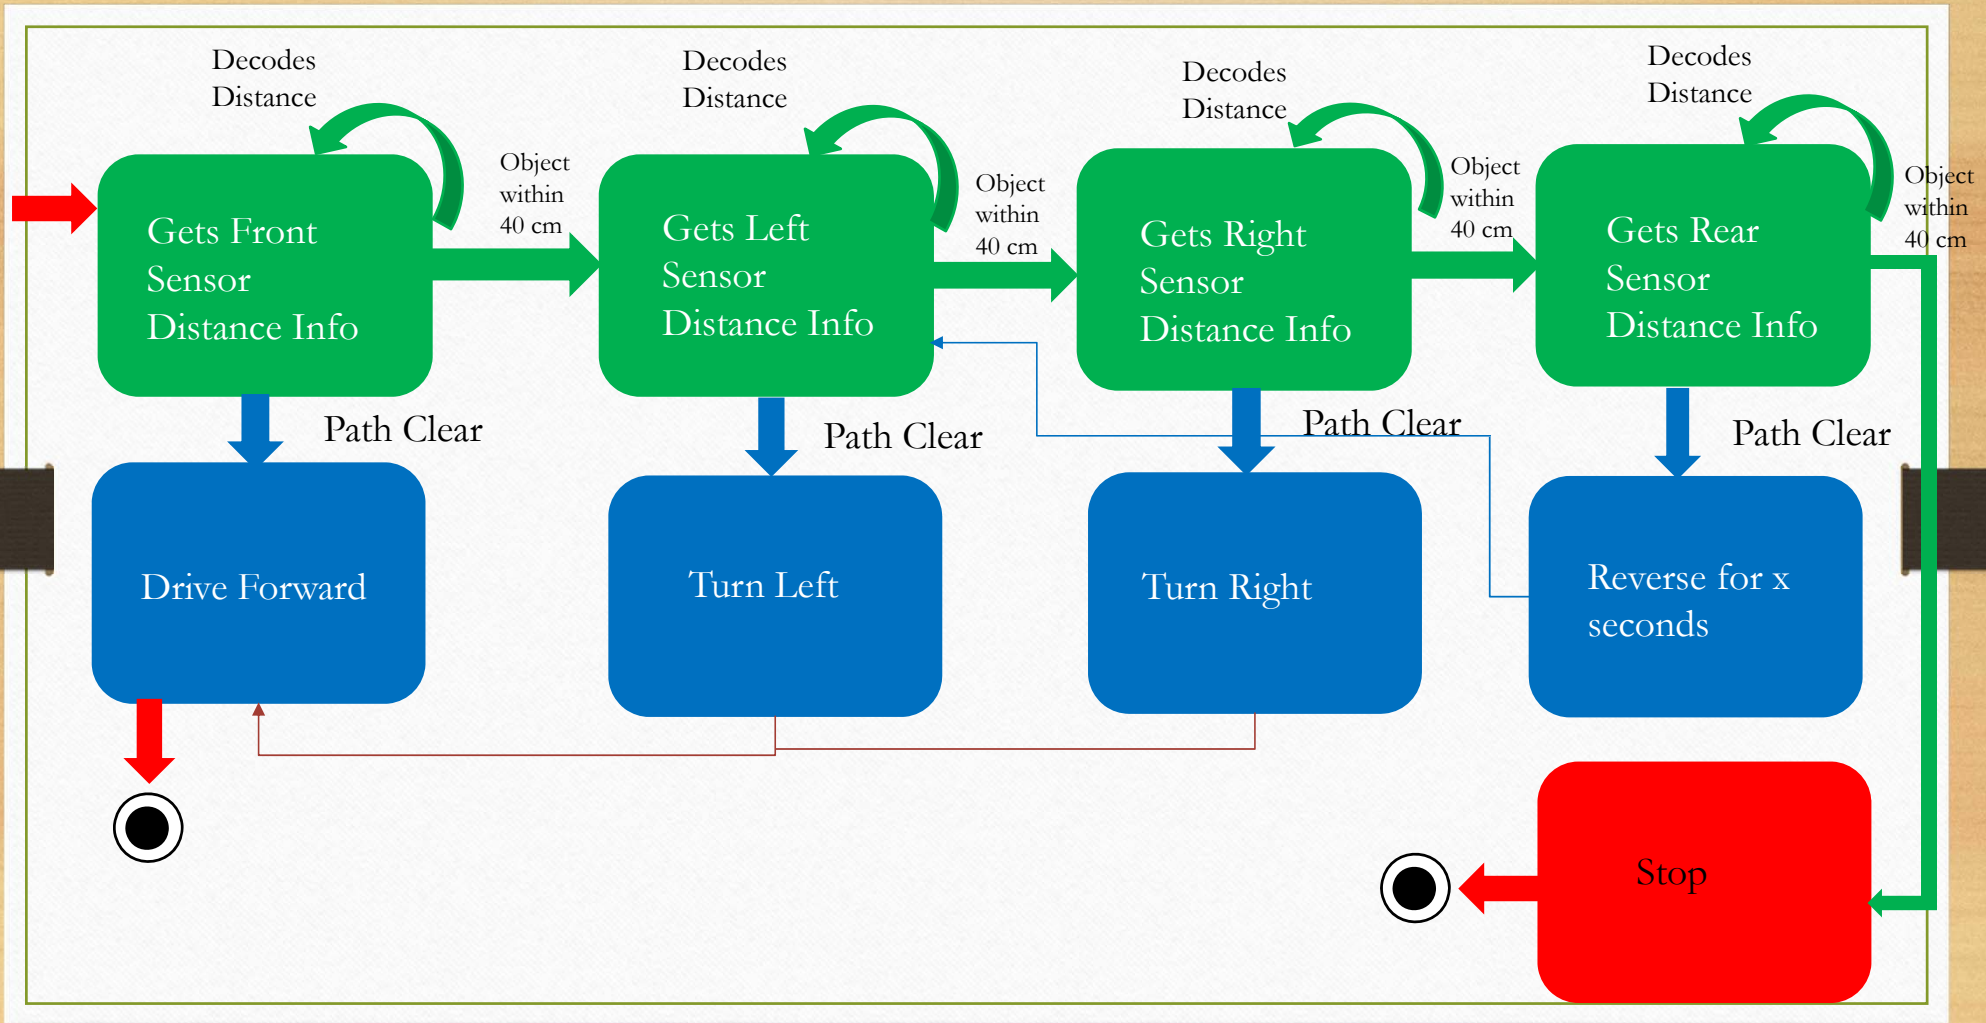 Decodes
Distance
Decodes
Distance
Decodes
Distance
Decodes
Distance
Object
within
40 cm
Object
within
40 cm
Object
within
40 cm
Object
within
40 cm
Gets Front
Sensor
Distance Info
Gets Left
Sensor
Distance Info
Gets Right
Sensor
Distance Info
Gets Rear
Sensor
Distance Info
Path Clear
Path Clear
Path Clear
Path Clear
Drive Forward
Turn Left
Turn Right
Reverse for x
seconds
Stop